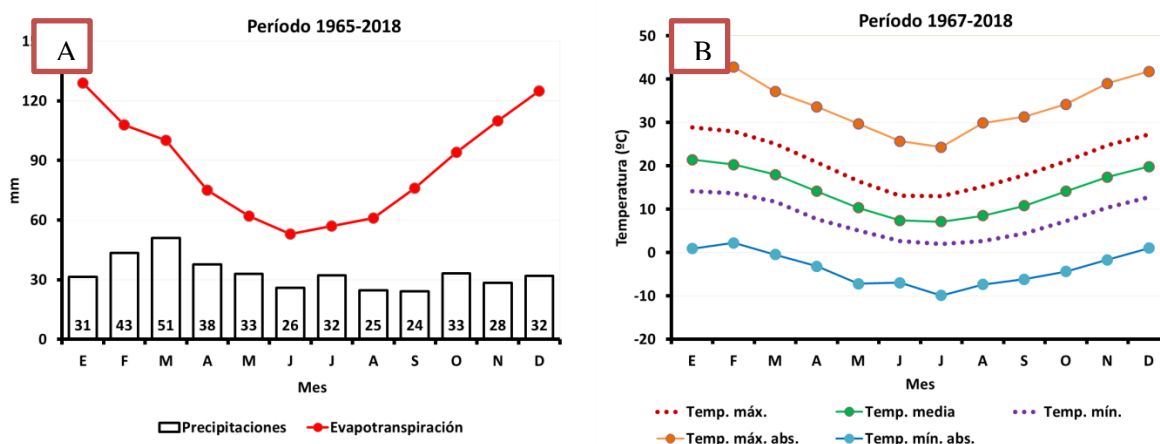 A
Período 1965-2018
15
120
90
60
30
0
mm
31 43 51 38 33 26 32 25 24 33 28 32
E F M A M J J A S O N D
Mes
Precipitaciones Evapotranspiración
B
Período 1967-2018
50
40
30
20
10
0
-10
-20
Temperatura (ºC)
E F M A M J J A S O N D
Mes
Temp. máx. Temp. media Temp. mín.
Temp. máx. abs. Temp. mín. abs.